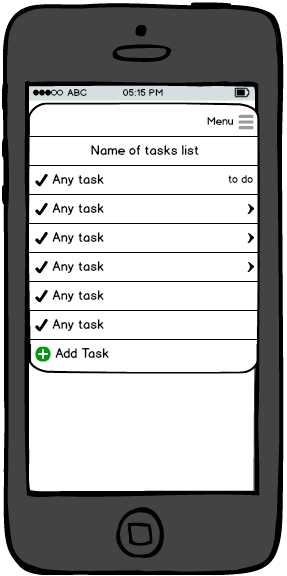 ABC 05:15 PM
Menu
Name of tasks list
Any task to do
Any task
Any task
Any task
Any task
Any task
Add Task